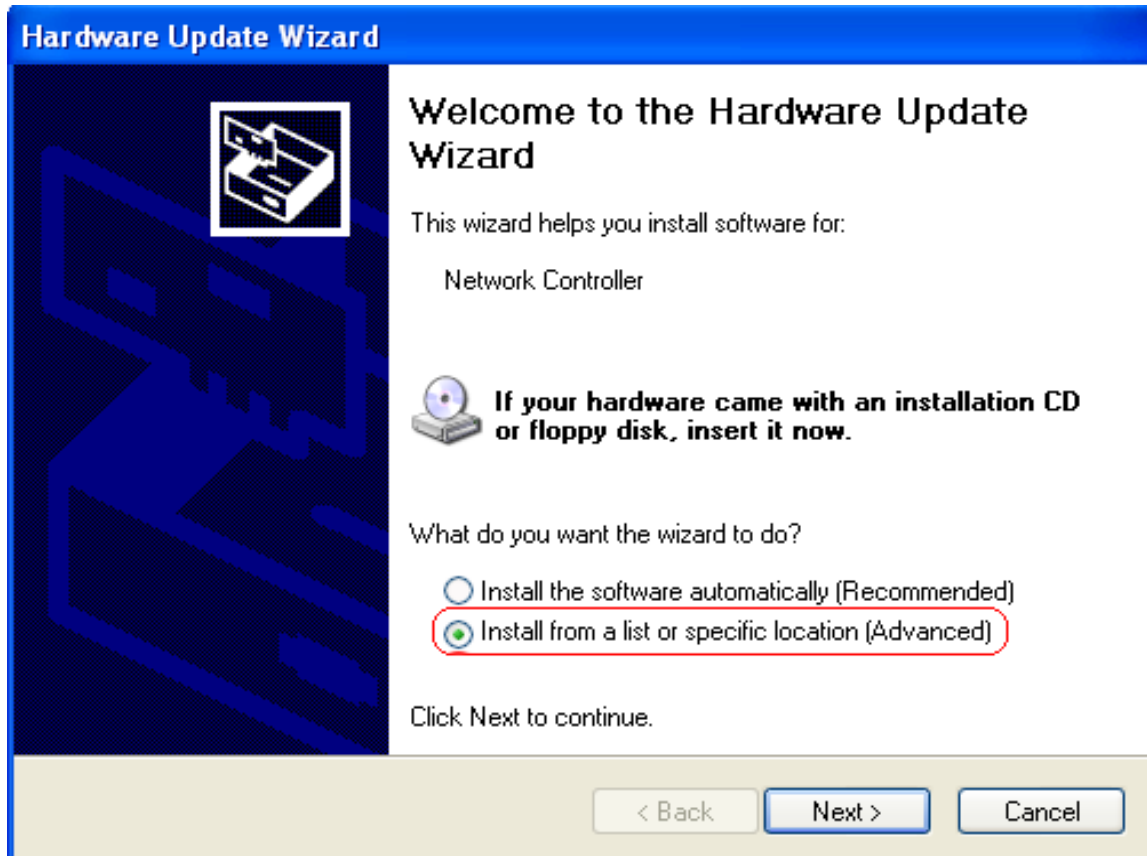 Hardware Update Wizard
Welcome to the Hardware Update
Wizard
This wizard helps you install software for:
Network Controller
If your hardware came with an installation CD
or floppy disk, insert it now.
What do you want the wizard to do?
Install the software automatically (Recommended)
Install from a list or specific location (Advanced)
Click Next to continue.
< Back Next > Cancel